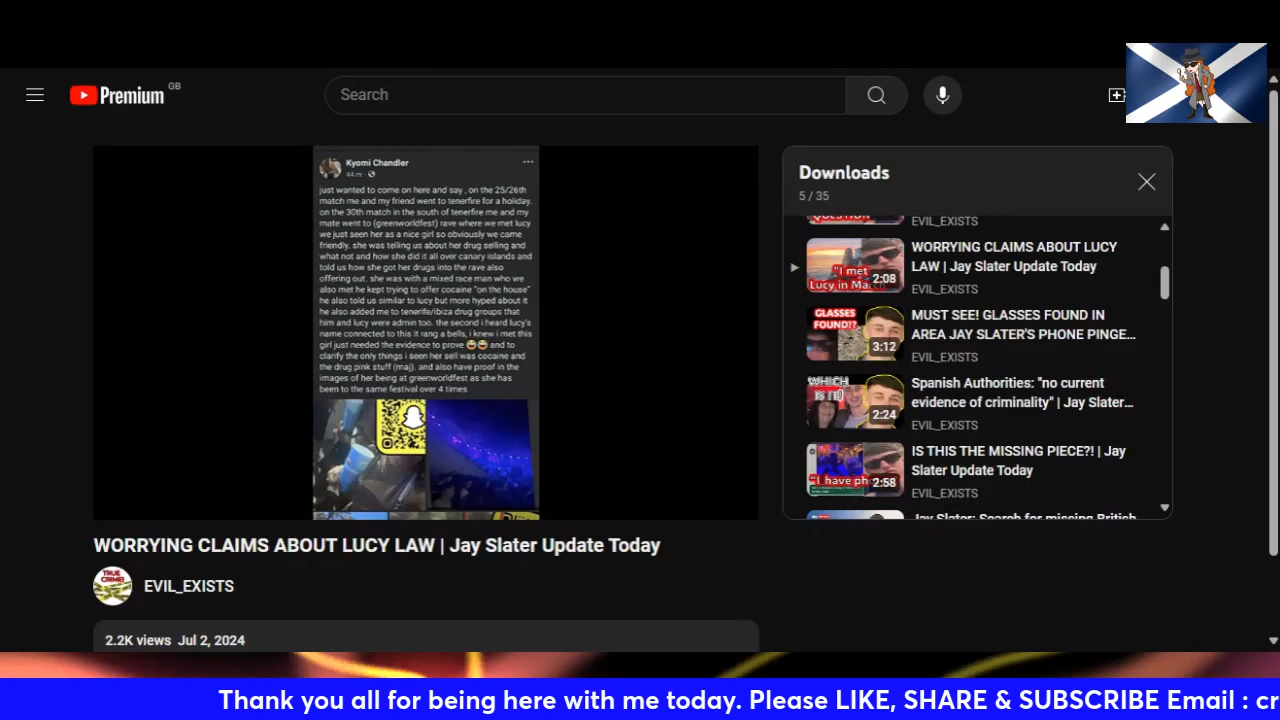 Premium GB
Search
Kyomi Chandler
44 m
just wanted to come on here and say , on the 25/26th
match me and my friend went to tenerfire for a holiday.
on the 30th match in the south of tenerfire me and my
mate went to (greenworldfest) rave where we met lucy
we just seen her as a nice girl so obviously we came
friendly. she was telling us about her drug selling and
what not and how she did it all over canary islands and
told us how she got her drugs into the rave also
offering out. she was with a mixed race man who we
also met he kept trying to offer cocaine "on the house"
he also told us similar to lucy but more hyped about it
he also added me to tenerife/ibiza drug groups that
him and lucy were admin too. the second i heard lucy's
name connected to this it rang a bells, i knew i met this
girl just needed the evidence to prove 😂😂 and to
clarify the only things i seen her sell was cocaine and
the drug pink stuff (maj). and also have proof in the
images of her being at greenworldfest as she has
been to the same festival over 4 times
WORRYING CLAIMS ABOUT LUCY LAW | Jay Slater Update Today
TRUE CRIME!
EVIL_EXISTS
2.2K views Jul 2, 2024
Downloads
5 / 35
QUESTION
EVIL_EXISTS
"I met
Lucy in Mar
2:08
WORRYING CLAIMS ABOUT LUCY
LAW | Jay Slater Update Today
EVIL_EXISTS
GLASSES
FOUND??
3:12
MUST SEE! GLASSES FOUND IN
AREA JAY SLATER'S PHONE PINGE...
EVIL_EXISTS
WHICH
IS IT?
2:24
Spanish Authorities: "no current
evidence of criminality" | Jay Slater...
EVIL_EXISTS
"I have ph
2:58
IS THIS THE MISSING PIECE?! | Jay
Slater Update Today
EVIL_EXISTS
Jay Slater: Search for missing British
Thank you all for being here with me today. Please LIKE, SHARE & SUBSCRIBE Email : cr